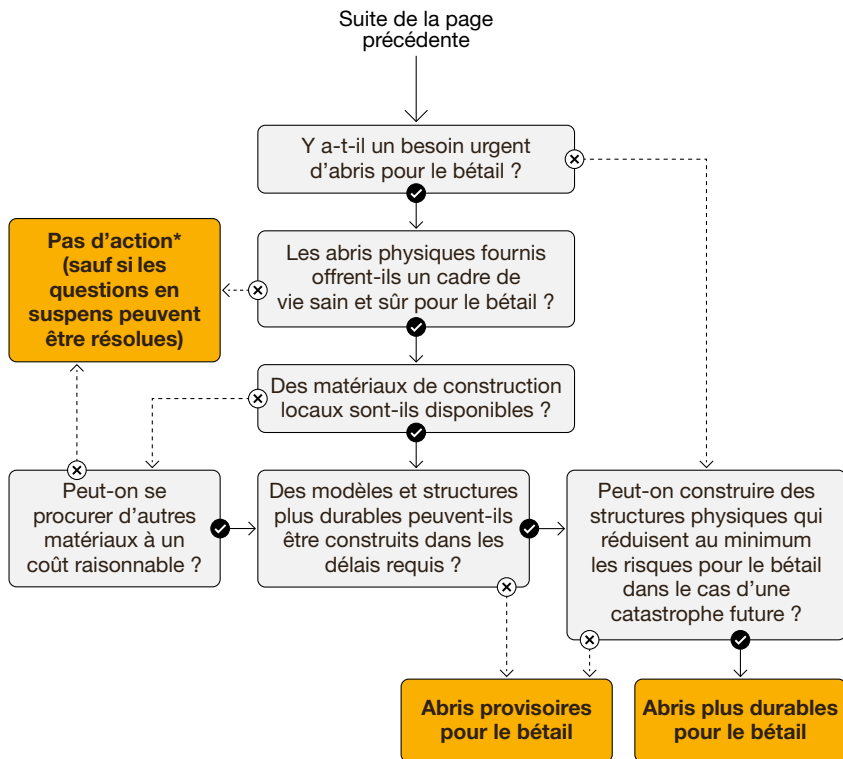 Suite de la page
précédente
Y a-t-il un besoin urgent
d'abris pour le bétail ?
Pas d'action*
(sauf si les
questions en
suspens peuvent
être résolues)
Les abris physiques fournis
offrent-ils un cadre de
vie sain et sûr pour le bétail ?
Des matériaux de construction
locaux sont-ils disponibles ?
Peut-on se
procurer d'autres
matériaux à un
coût raisonnable ?
Des modèles et structures
plus durables peuvent-ils
être construits dans les
délais requis ?
Peut-on construire des
structures physiques qui
réduisent au minimum
les risques pour le bétail
dans le cas d'une
catastrophe future ?
Abris provisoires
pour le bétail
Abris plus durables
pour le bétail